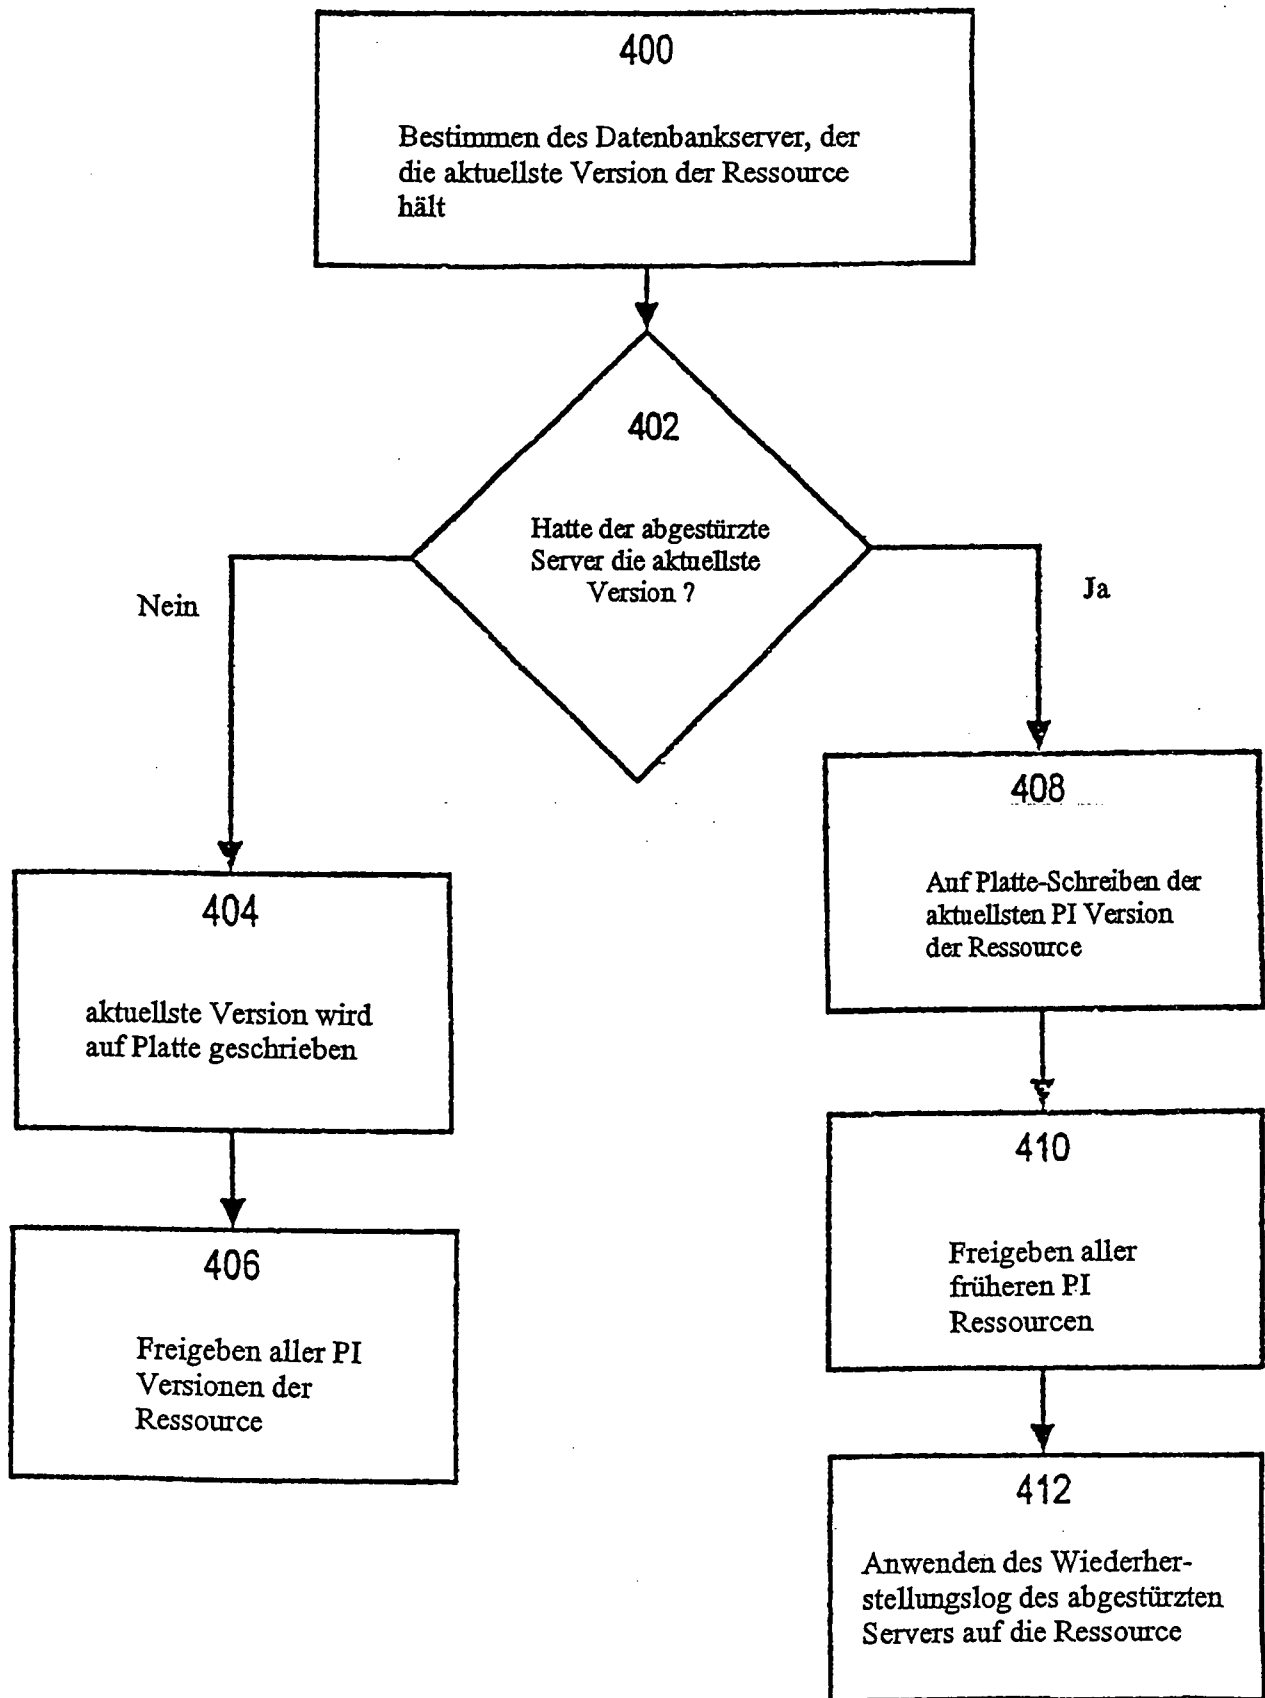 400
Bestimmen des Datenbankserver, der
die aktuellste Version der Ressource
hält
402
Hatte der abgestürzte
Server die aktuellste
Version ?
Nein
Ja
408
Auf Platte-Schreiben der
aktuellsten PI Version
der Ressource
404
aktuellste Version wird
auf Platte geschrieben
410
Freigeben aller
früheren PI
Ressourcen
406
Freigeben aller PI
Versionen der
Ressource
412
Anwenden des Wiederher-
stellungslog des abgestürzten
Servers auf die Ressource